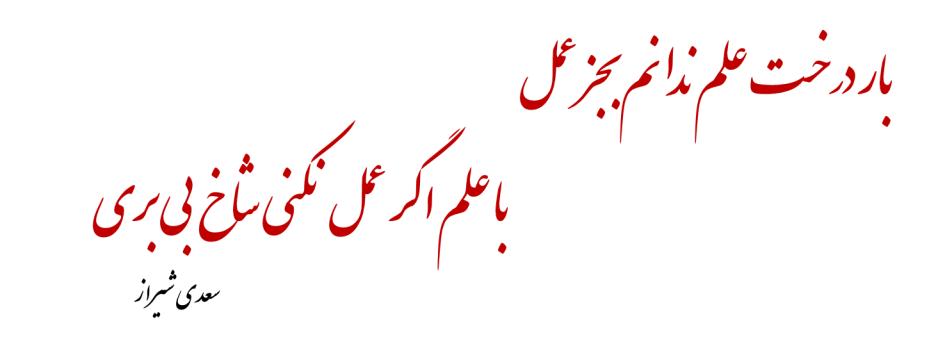 بار درخت علم ندانم بجز عمل
با علم اگر عمل نکنی شاخ بی بری
سعدی شیراز